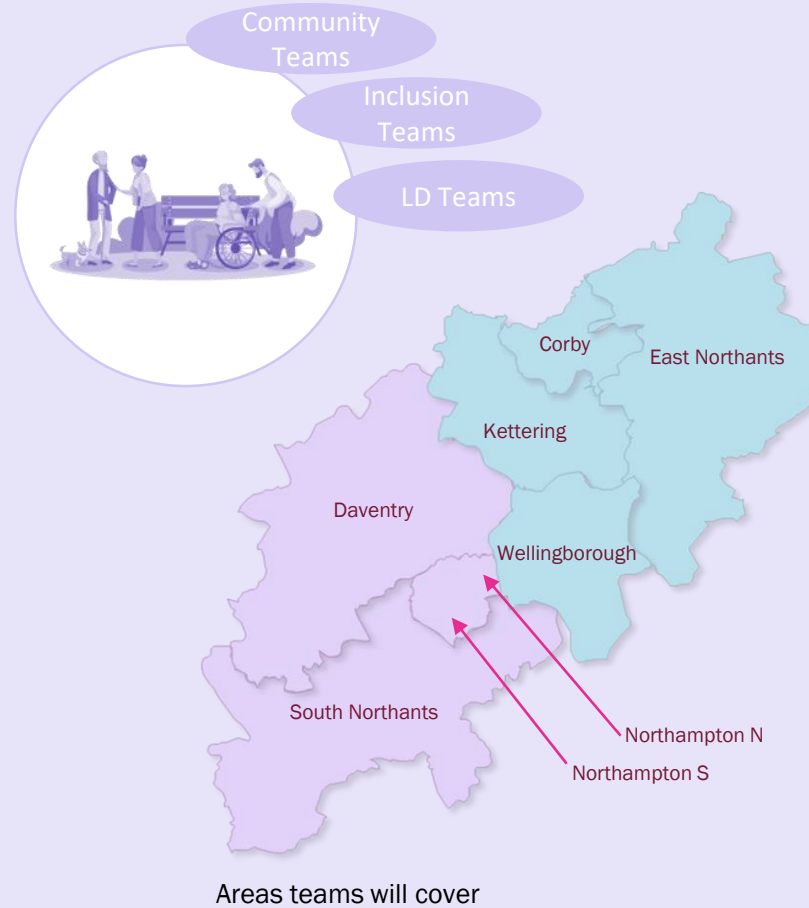 Community
Teams
Inclusion
Teams
LD Teams
Corby
East Northants
Kettering
Daventry
Wellingborough
South Northants
Northampton N
Northampton S
Areas teams will cover